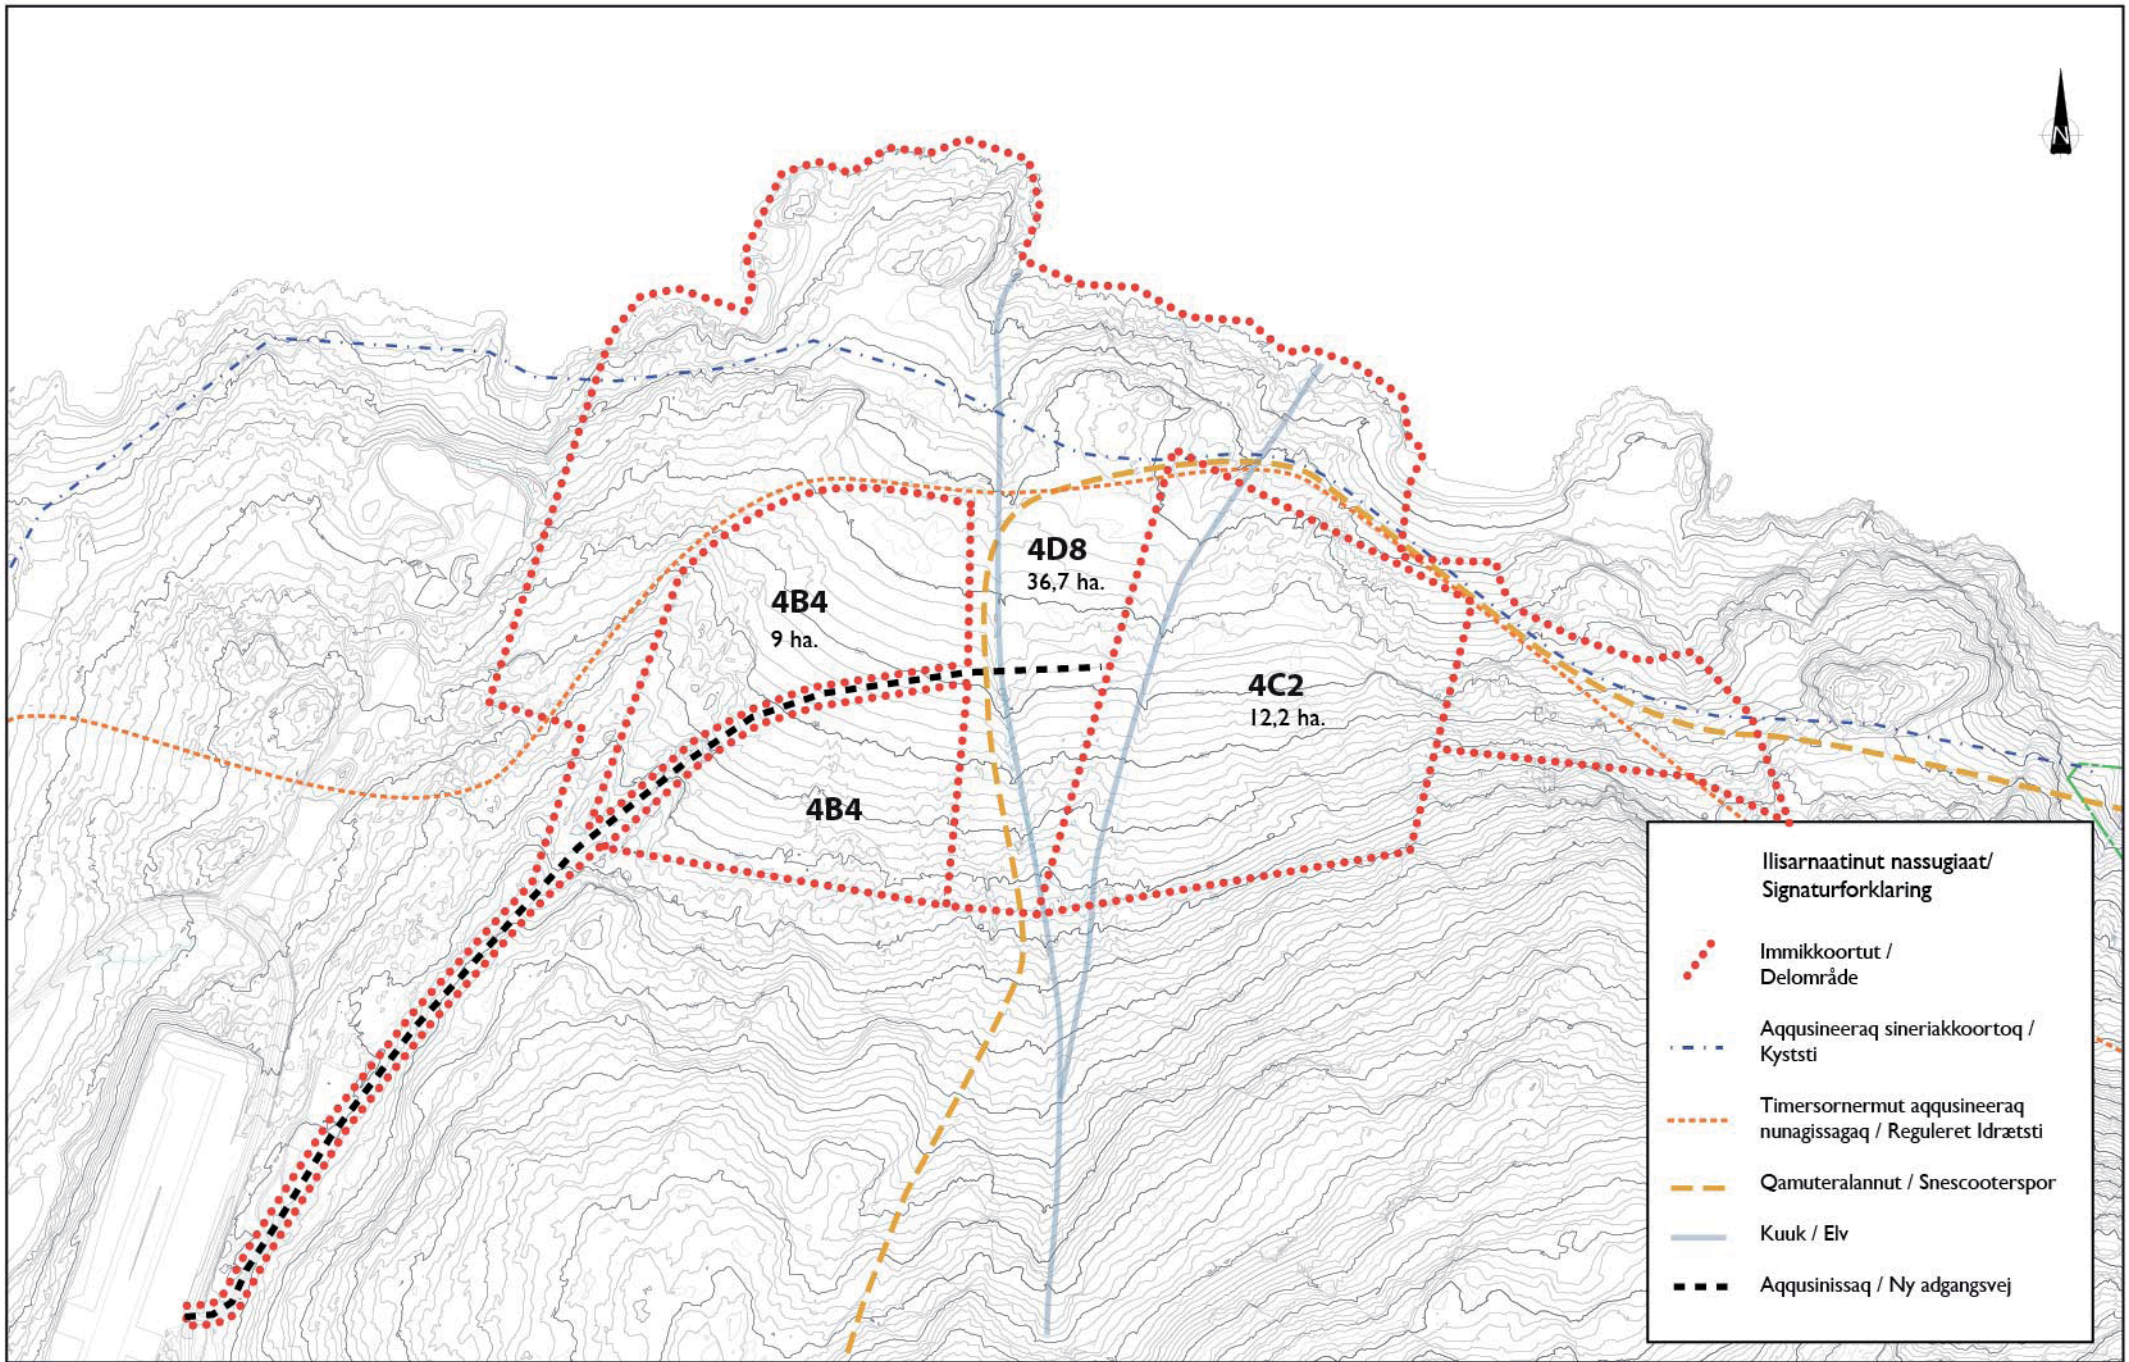 N
4D8
36,7 ha.
4B4
9 ha.
4C2
12,2 ha.
4B4
Ilisarnaatinut nassugiaat/
Signaturforklaring
Immikkoortut /
Delområde
Aqqusineeraq sineriakkoortoq /
Kyststi
Timersornermut aqqusineeraq
nunagissagaq / Reguleret Idrætsti
Qamuteralannut / Snescooterspor
Kuuk / Elv
Aqqusinissaq / Ny adgangsvej